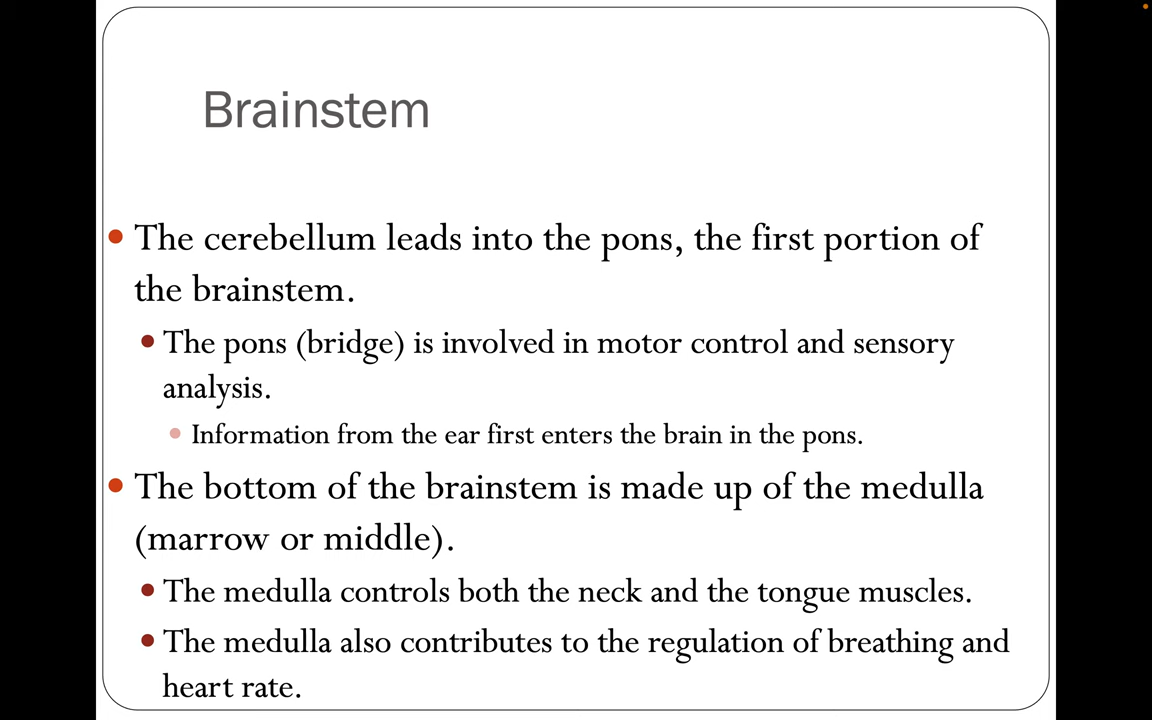 Brainstem
The cerebellum leads into the pons, the first portion of
the brainstem.
The pons (bridge) is involved in motor control and sensory
analysis.
Information from the ear first enters the brain in the pons.
The bottom of the brainstem is made up of the medulla
(marrow or middle).
The medulla controls both the neck and the tongue muscles.
The medulla also contributes to the regulation of breathing and
heart rate.